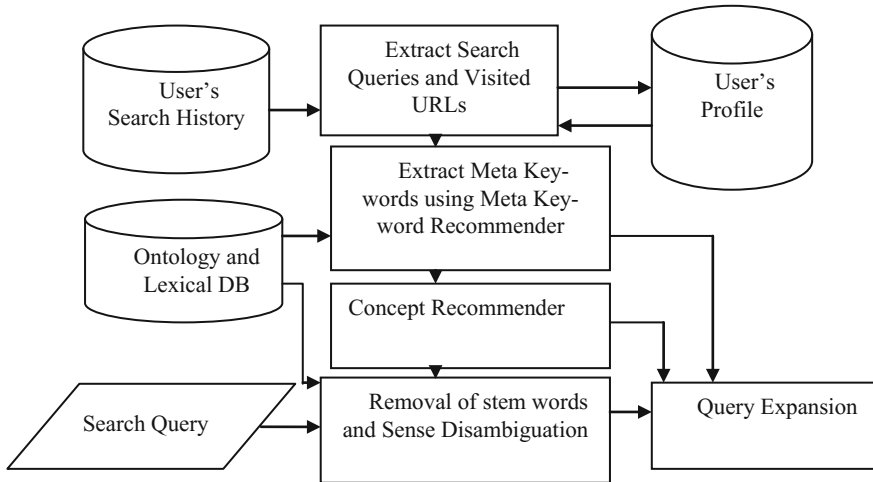 User's
Search History
Extract Search
Queries and Visited
URLs
User's
Profile
Extract Meta Key-
words using Meta Key-
word Recommender
Ontology and
Lexical DB
Concept Recommender
Search Query
Removal of stem words
and Sense Disambiguation
Query Expansion